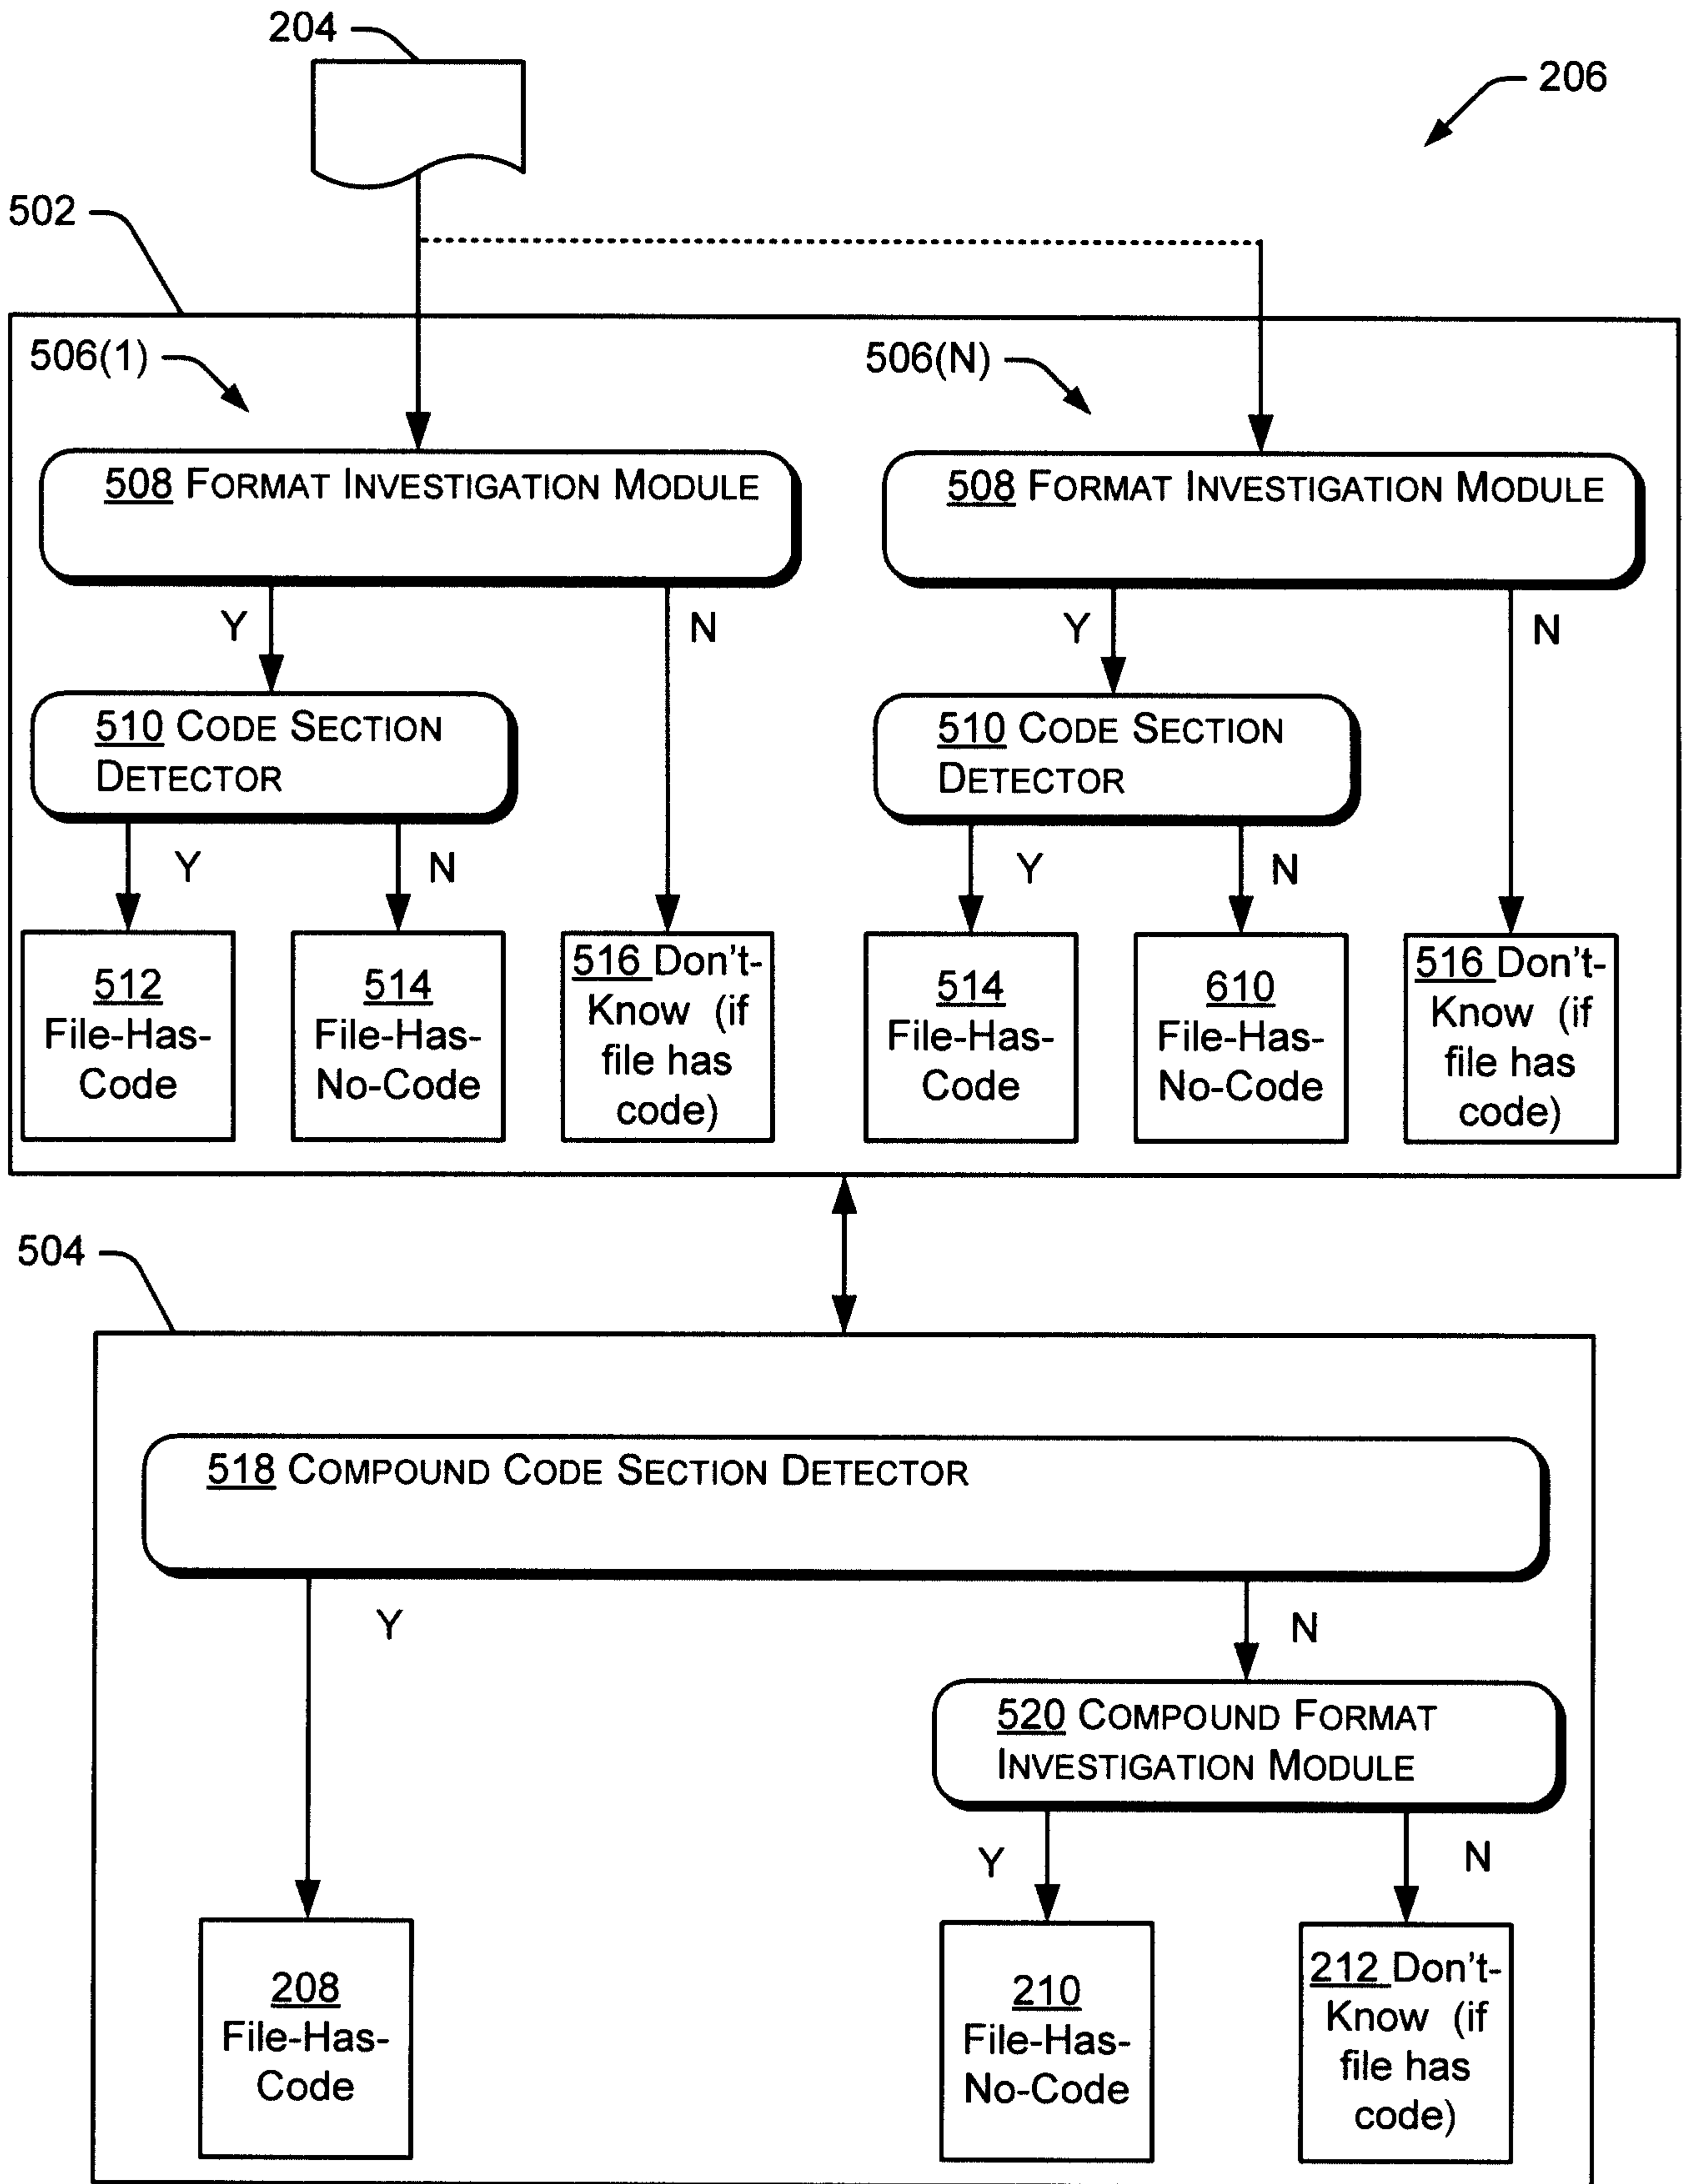 204
206
502
506(1)
506(N)
508 FORMAT INVESTIGATION MODULE
508 FORMAT INVESTIGATION MODULE
Y
N
Y
N
510 CODE SECTION
DETECTOR
510 CODE SECTION
DETECTOR
Y
N
Y
N
512
File-Has-
Code
514
File-Has-
No-Code
516 Don't-
Know (if
file has
code)
514
File-Has-
Code
610
File-Has-
No-Code
516 Don't-
Know (if
file has
code)
504
518 COMPOUND CODE SECTION DETECTOR
Y
N
520 COMPOUND FORMAT
INVESTIGATION MODULE
Y
N
208
File-Has-
Code
210
File-Has-
No-Code
212 Don't-
Know (if
file has
code)